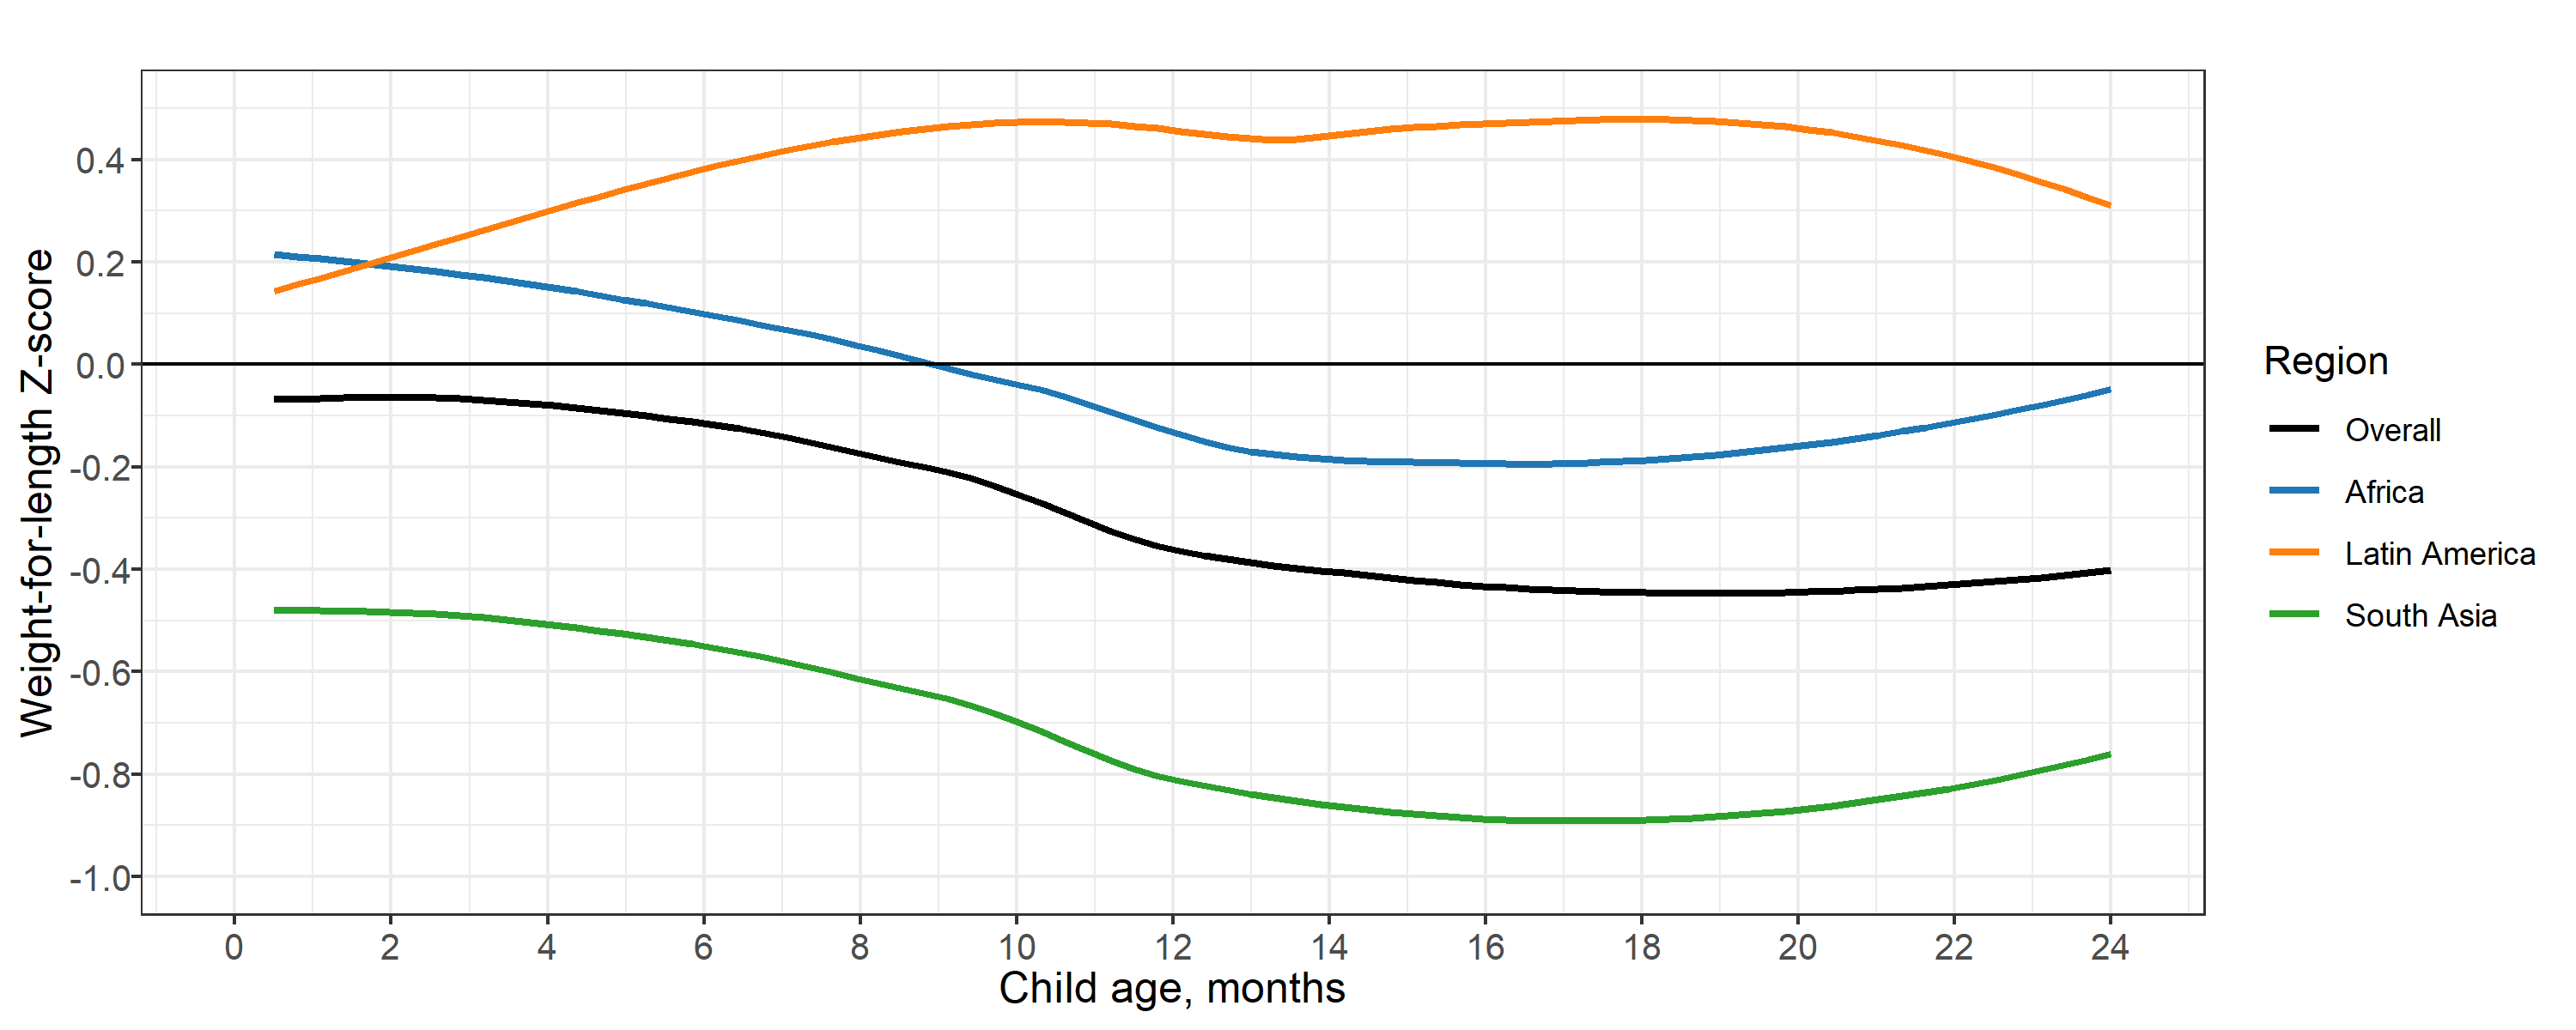 Weight-for-length Z-score
0.4
0.2
0.0
-0.2
-0.4
-0.6
-0.8
-1.0
0 2 4 6 8 10 12 14 16 18 20 22 24
Child age, months
Region
Overall
Africa
Latin America
South Asia